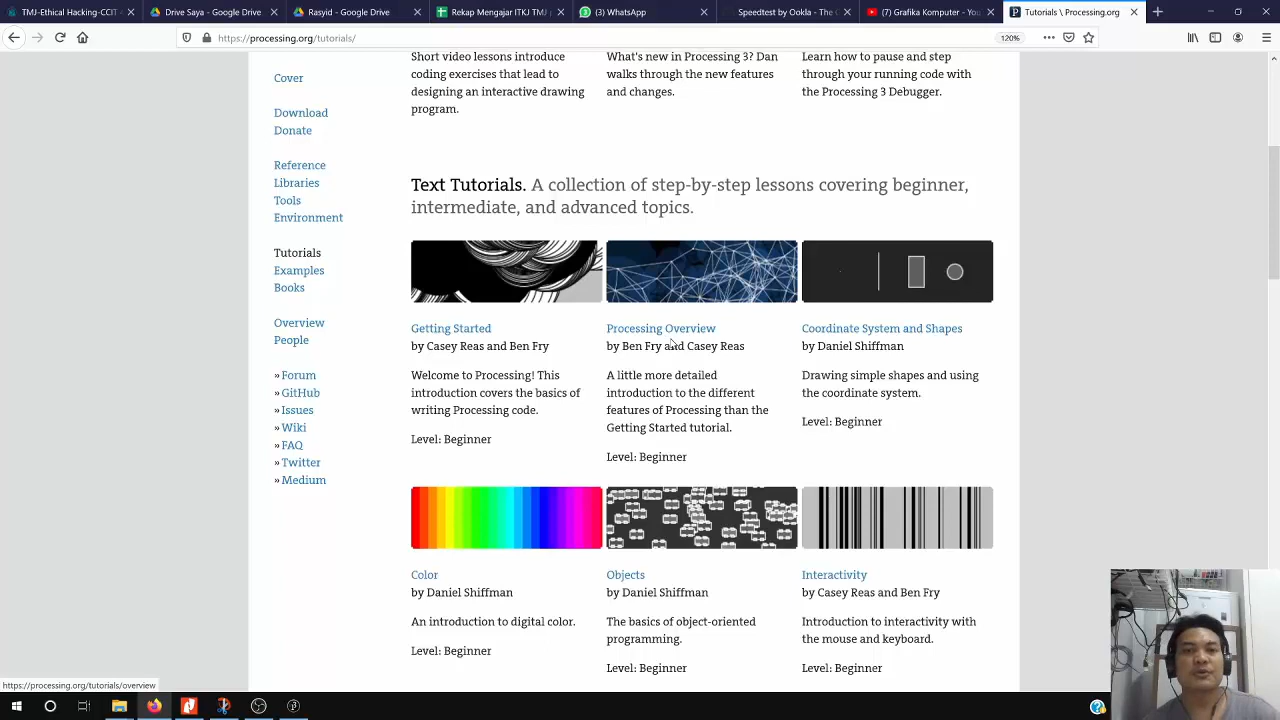 TMJ-Ethical Hacking-CCIT
Drive Saya - Google Drive
Rasyid - Google Drive
Rekap Mengajar ITKJ TMJ
(3) WhatsApp
Speedtest by Ookla - The G
(7) Grafika Komputer - You
Tutorials \ Processing.org
https://processing.org/tutorials/
120%
Cover
Download
Donate
Reference
Libraries
Tools
Environment
Tutorials
Examples
Books
Overview
People
» Forum
» GitHub
» Issues
» Wiki
» FAQ
» Twitter
» Medium
Short video lessons introduce
coding exercises that lead to
designing an interactive drawing
program.
What's new in Processing 3? Dan
walks through the new features
and changes.
Learn how to pause and step
through your running code with
the Processing 3 Debugger.
Text Tutorials. A collection of step-by-step lessons covering beginner,
intermediate, and advanced topics.
Getting Started
by Casey Reas and Ben Fry
Welcome to Processing! This
introduction covers the basics of
writing Processing code.
Level: Beginner
Processing Overview
by Ben Fry and Casey Reas
A little more detailed
introduction to the different
features of Processing than the
Getting Started tutorial.
Level: Beginner
Coordinate System and Shapes
by Daniel Shiffman
Drawing simple shapes and using
the coordinate system.
Level: Beginner
Color
by Daniel Shiffman
An introduction to digital color.
Level: Beginner
Objects
by Daniel Shiffman
The basics of object-oriented
programming.
Level: Beginner
Interactivity
by Casey Reas and Ben Fry
Introduction to interactivity with
the mouse and keyboard.
Level: Beginner
https://processing.org/tutorials/overview